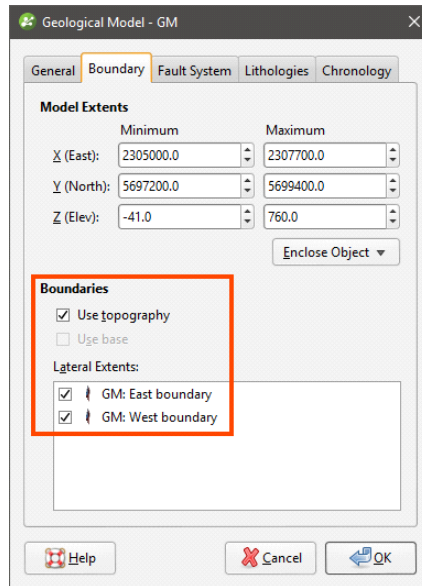 Geological Model - GM
General Boundary Fault System Lithologies Chronology
Model Extents
Minimum Maximum
X (East): 2305000.0 2307700.0
Y (North): 5697200.0 5699400.0
Z (Elev): -41.0 760.0
Enclose Object
Boundaries
Use topography
Use base
Lateral Extents:
GM: East boundary
GM: West boundary
Help Cancel OK